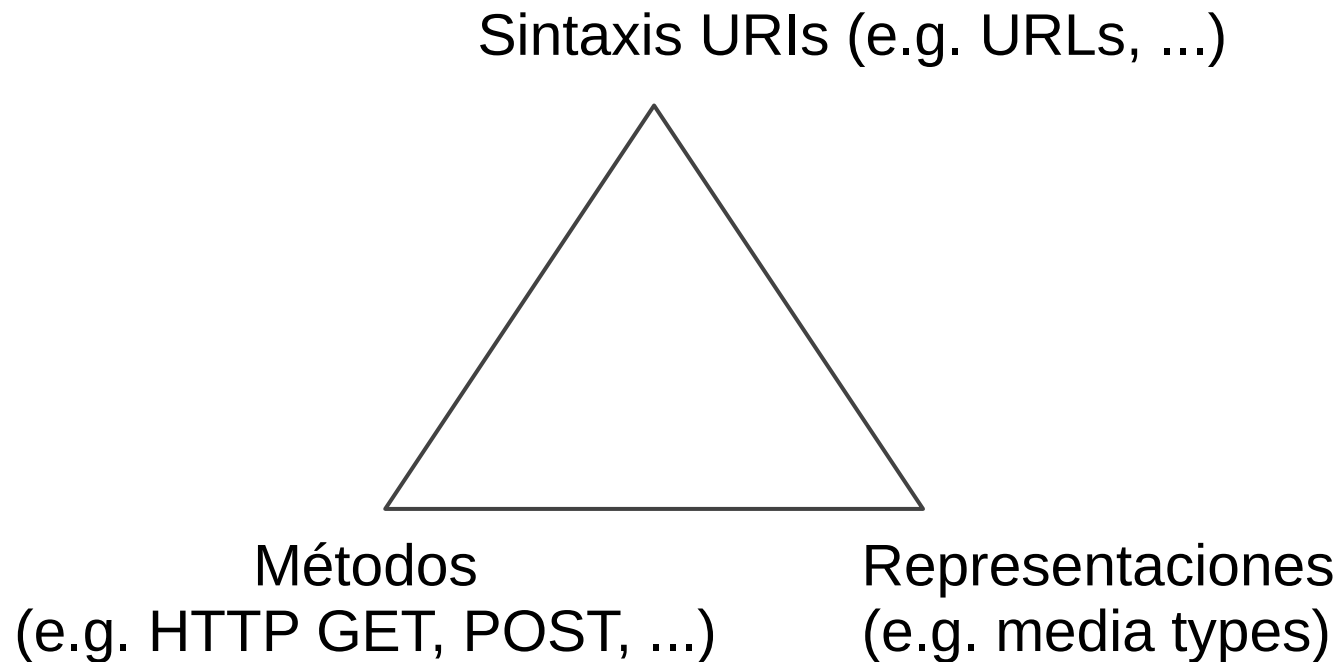 Sintaxis URIs (e.g. URLs, ...)
Métodos
(e.g. HTTP GET, POST, ...)
Representaciones
(e.g. media types)